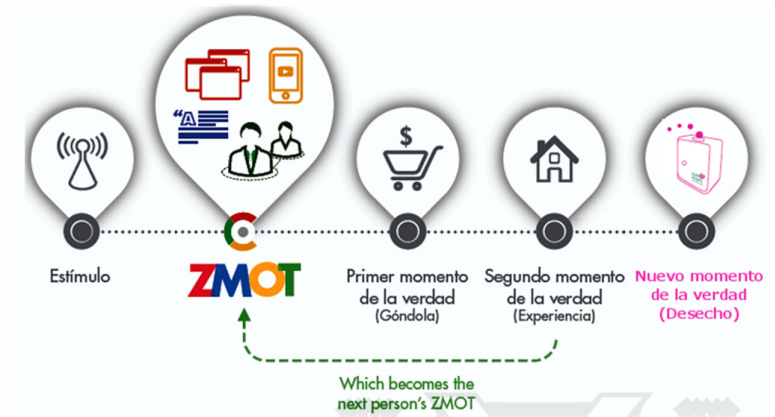 “A
$
Estímulo
ZMOT
Primer momento
de la verdad
(Góndola)
Segundo momento
de la verdad
(Experiencia)
Nuevo momento
de la verdad
(Desecho)
Which becomes the
next person's ZMOT